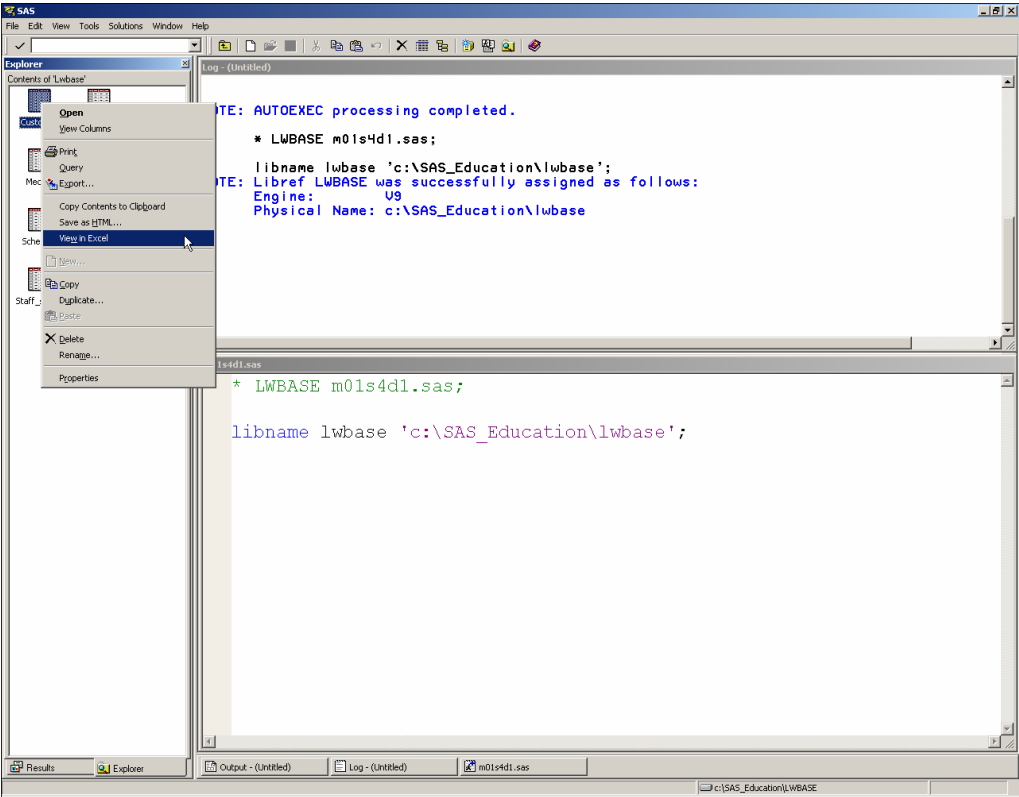 SAS
File Edit View Tools Solutions Window Help
Explorer
Contents of 'Lwbase'
Open
View Columns
Print
Query
Export...
Copy Contents to Clipboard
Save as HTML...
View in Excel
New...
Copy
Duplicate...
Paste
Delete
Rename...
Properties
Custo
Mec
Sche
Staff_s
Log - (Untitled)
OTE: AUTOEXEC processing completed.
* LWBASE m01s4d1.sas;
libname lwbase 'c:\SAS_Education\lwbase';
OTE: Libref LWBASE was successfully assigned as follows:
Engine: V9
Physical Name: c:\SAS_Education\lwbase
1s4d1.sas
* LWBASE m01s4d1.sas;
libname lwbase 'c:\SAS_Education\lwbase';
Results Explorer
Output - (Untitled) Log - (Untitled) m01s4d1.sas
c:\SAS_Education\LWBASE